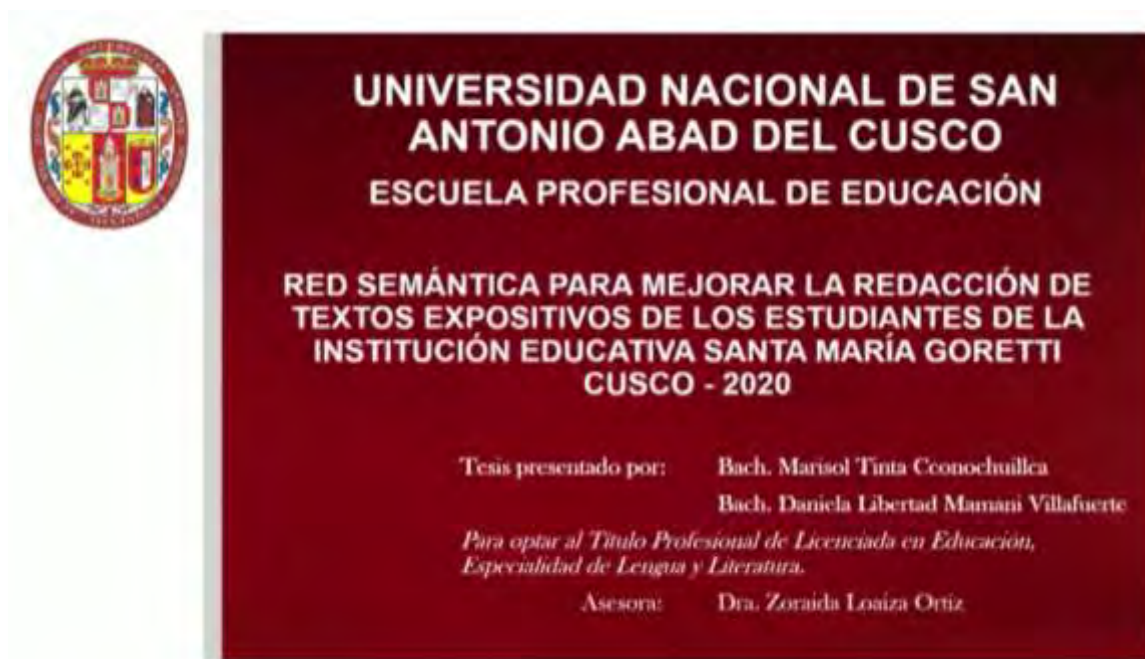 UNIVERSIDAD NACIONAL DE SAN
ANTONIO ABAD DEL CUSCO
ESCUELA PROFESIONAL DE EDUCACIÓN
RED SEMÁNTICA PARA MEJORAR LA REDACCIÓN DE
TEXTOS EXPOSITIVOS DE LOS ESTUDIANTES DE LA
INSTITUCIÓN EDUCATIVA SANTA MARÍA GORETTI
CUSCO - 2020
Tesis presentado por: Bach. Marisol Tinta Cconochuillca
Bach. Daniela Libertad Mamani Villafuerte
Para optar al Título Profesional de Licenciada en Educación,
Especialidad de Lengua y Literatura.
Asesora: Dra. Zoraida Loaiza Ortiz